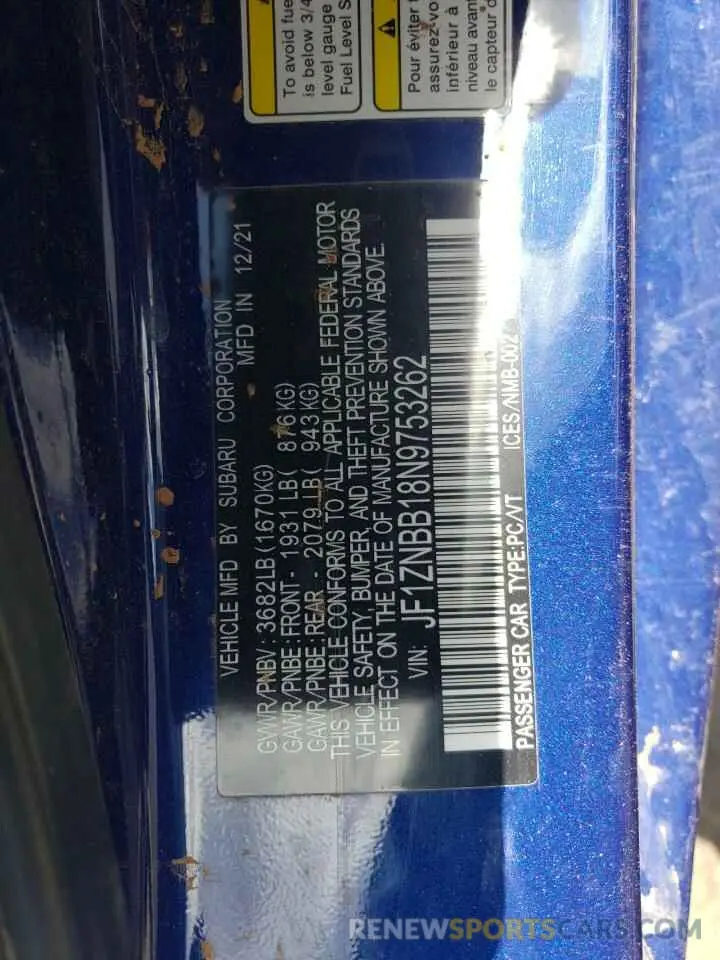 To avoid fue
is below 3/4
level gauge
Fuel Level S
Pour éviter
assurez-vo
inférieur à
niveau avant
le capteur d
VEHICLE MFD BY SUBARU CORPORATION
MFD IN 12/21
GVWR/PNBV: 3682LB(1670KG)
GAWR/PNBE:FRONT- 1931 LB( 876KG)
GAWR/PNBE:REAR - 2079 LB( 943KG)
THIS VEHICLE CONFORMS TO ALL APPLICABLE FEDERAL MOTOR
VEHICLE SAFETY, BUMPER, AND THEFT PREVENTION STANDARDS
IN EFFECT ON THE DATE OF MANUFACTURE SHOWN ABOVE.
VIN: JF1ZNBB18N9753262
PASSENGER CAR TYPE:PC/VT ICES/NMB-002
RENEWSPORTSCARS.COM